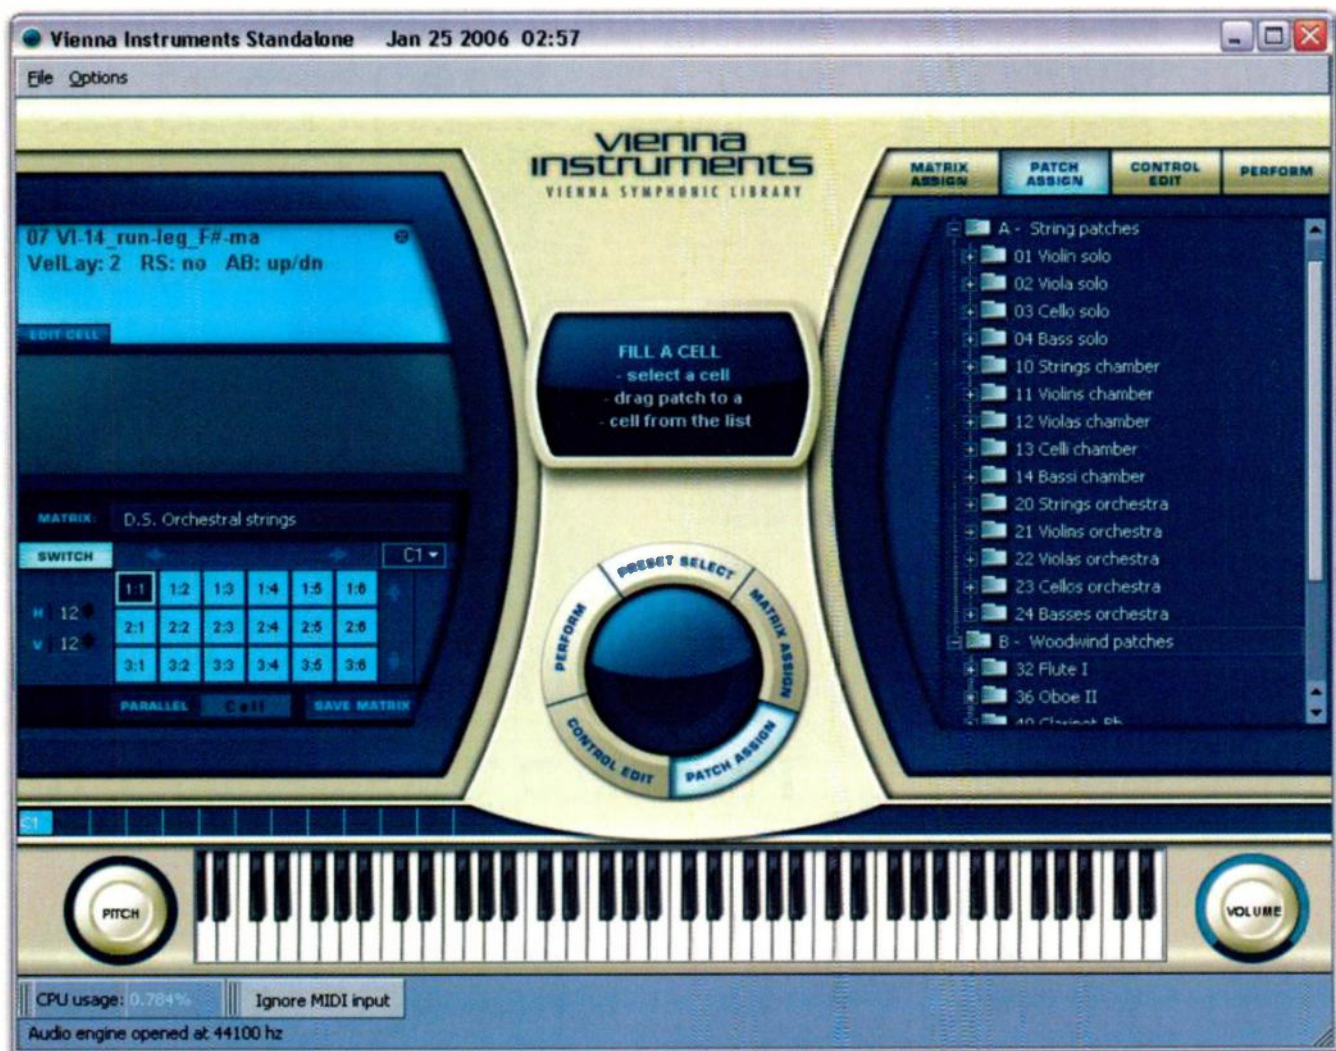 Vienna Instruments Standalone Jan 25 2006 02:57
File Options
vienna
instruments
VIENNA SYMPHONIC LIBRARY
MATRIX ASSIGN
PATCH ASSIGN
CONTROL EDIT
PERFORM
07 VI-14_run-leg_F#-ma
VelLay: 2 RS: no AB: up/dn
EDIT CELL
FILL A CELL
- select a cell
- drag patch to a
- cell from the list
A - String patches
01 Violin solo
02 Viola solo
03 Cello solo
04 Bass solo
10 Strings chamber
11 Violins chamber
12 Violas chamber
13 Celli chamber
14 Bassi chamber
20 Strings orchestra
21 Violins orchestra
22 Violas orchestra
23 Cellos orchestra
24 Basses orchestra
B - Woodwind patches
32 Flute I
36 Oboe II
MATRIX: D.S. Orchestral strings
SWITCH C1
1:1 1:2 1:3 1:4 1:5 1:6
H 12
2:1 2:2 2:3 2:4 2:5 2:6
V 12
3:1 3:2 3:3 3:4 3:5 3:6
PARALLEL Cell SAVE MATRIX
PRESET SELECT
MATRIX ASSIGN
PATCH ASSIGN
CONTROL EDIT
PERFORM
C1
PITCH
VOLUME
CPU usage: 0.784% Ignore MIDI input
Audio engine opened at 44100 hz